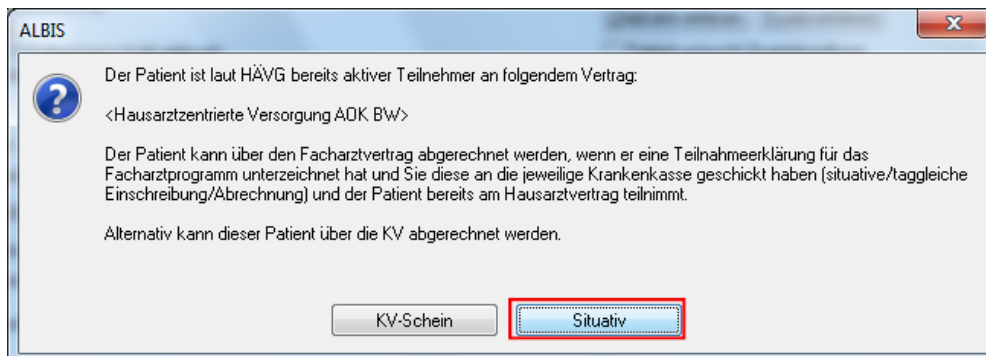 ALBIS
Der Patient ist laut HÄVG bereits aktiver Teilnehmer an folgendem Vertrag:
<Hausarztzentrierte Versorgung AOK BW>
Der Patient kann über den Facharztvertrag abgerechnet werden, wenn er eine Teilnahmeerklärung für das
Facharztprogramm unterzeichnet hat und Sie diese an die jeweilige Krankenkasse geschickt haben (situative/taggleiche
Einschreibung/Abrechnung) und der Patient bereits am Hausarztvertrag teilnimmt.
Alternativ kann dieser Patient über die KV abgerechnet werden.
KV-Schein
Situativ